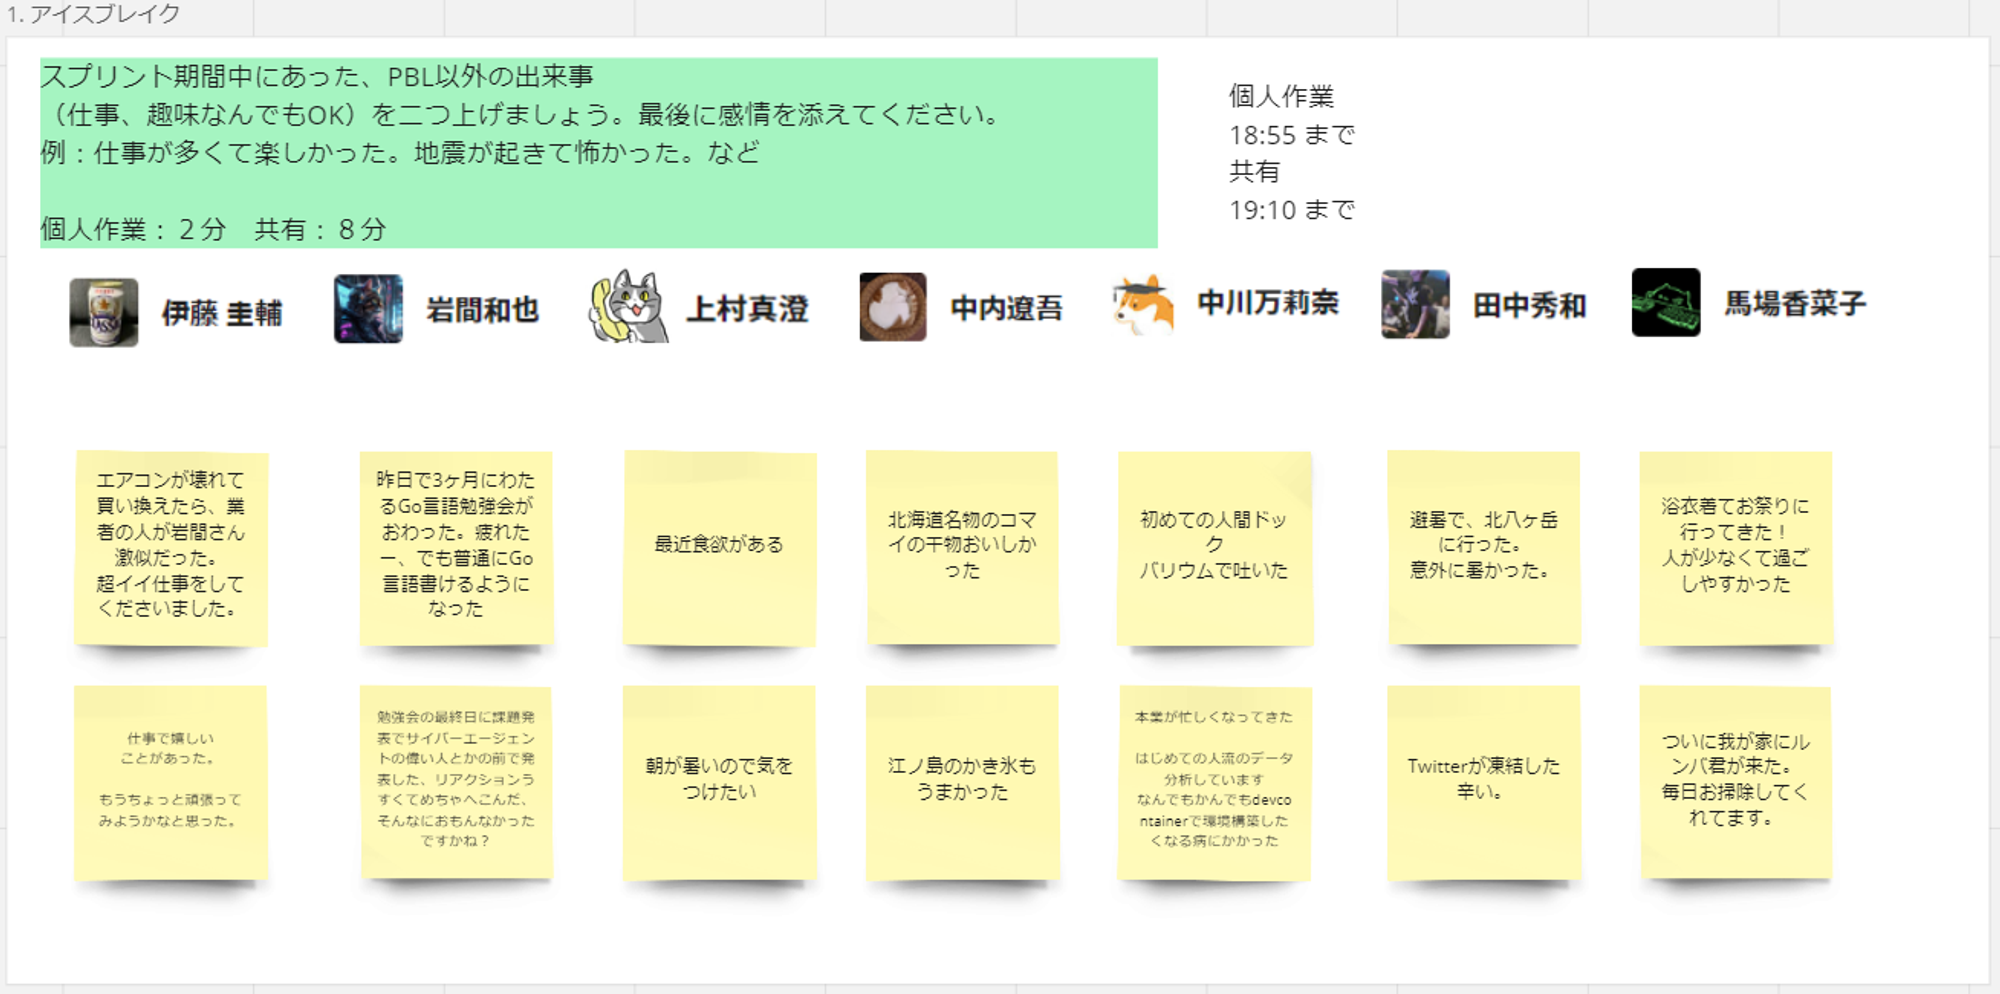 1. アイスブレイク
スプリント期間中にあった、PBL以外の出来事
（仕事、趣味なんでもOK）を二つ上げましょう。最後に感情を添えてください。
例：仕事が多くて楽しかった。地震が起きて怖かった。など
個人作業：２分　共有：８分
個人作業
18:55 まで
共有
19:10 まで
伊藤 圭輔
岩間和也
上村真澄
中内遼吾
中川万莉奈
田中秀和
馬場香菜子
エアコンが壊れて
買い換えたら、業
者の人が岩間さん
激似だった。
超イイ仕事をして
くださいました。
昨日で3ヶ月にわた
るGo言語勉強会が
おわった。疲れた
ー、でも普通にGo
言語書けるように
なった
最近食欲がある
北海道名物のコマ
イの干物おいしか
った
初めての人間ドッ
ク
バリウムで吐いた
避暑で、北八ヶ岳
に行った。
意外に暑かった。
浴衣着てお祭りに
行ってきた！
人が少なくて過ご
しやすかった
仕事で嬉しい
ことがあった。
もうちょっと頑張って
みようかなと思った。
勉強会の最終日に課題発
表でサイバーエージェン
トの偉い人とかの前で発
表した、リアクションう
すくてめちゃへこんだ、
そんなにおもんなかった
ですかね？
朝が暑いので気を
つけたい
江ノ島のかき氷も
うまかった
本業が忙しくなってきた
はじめての人流のデータ
分析しています
なんでもかんでもdevco
ntainerで環境構築した
くなる病にかかった
Twitterが凍結した
辛い。
ついに我が家にル
ンバ君が来た。
毎日お掃除してく
れてます。